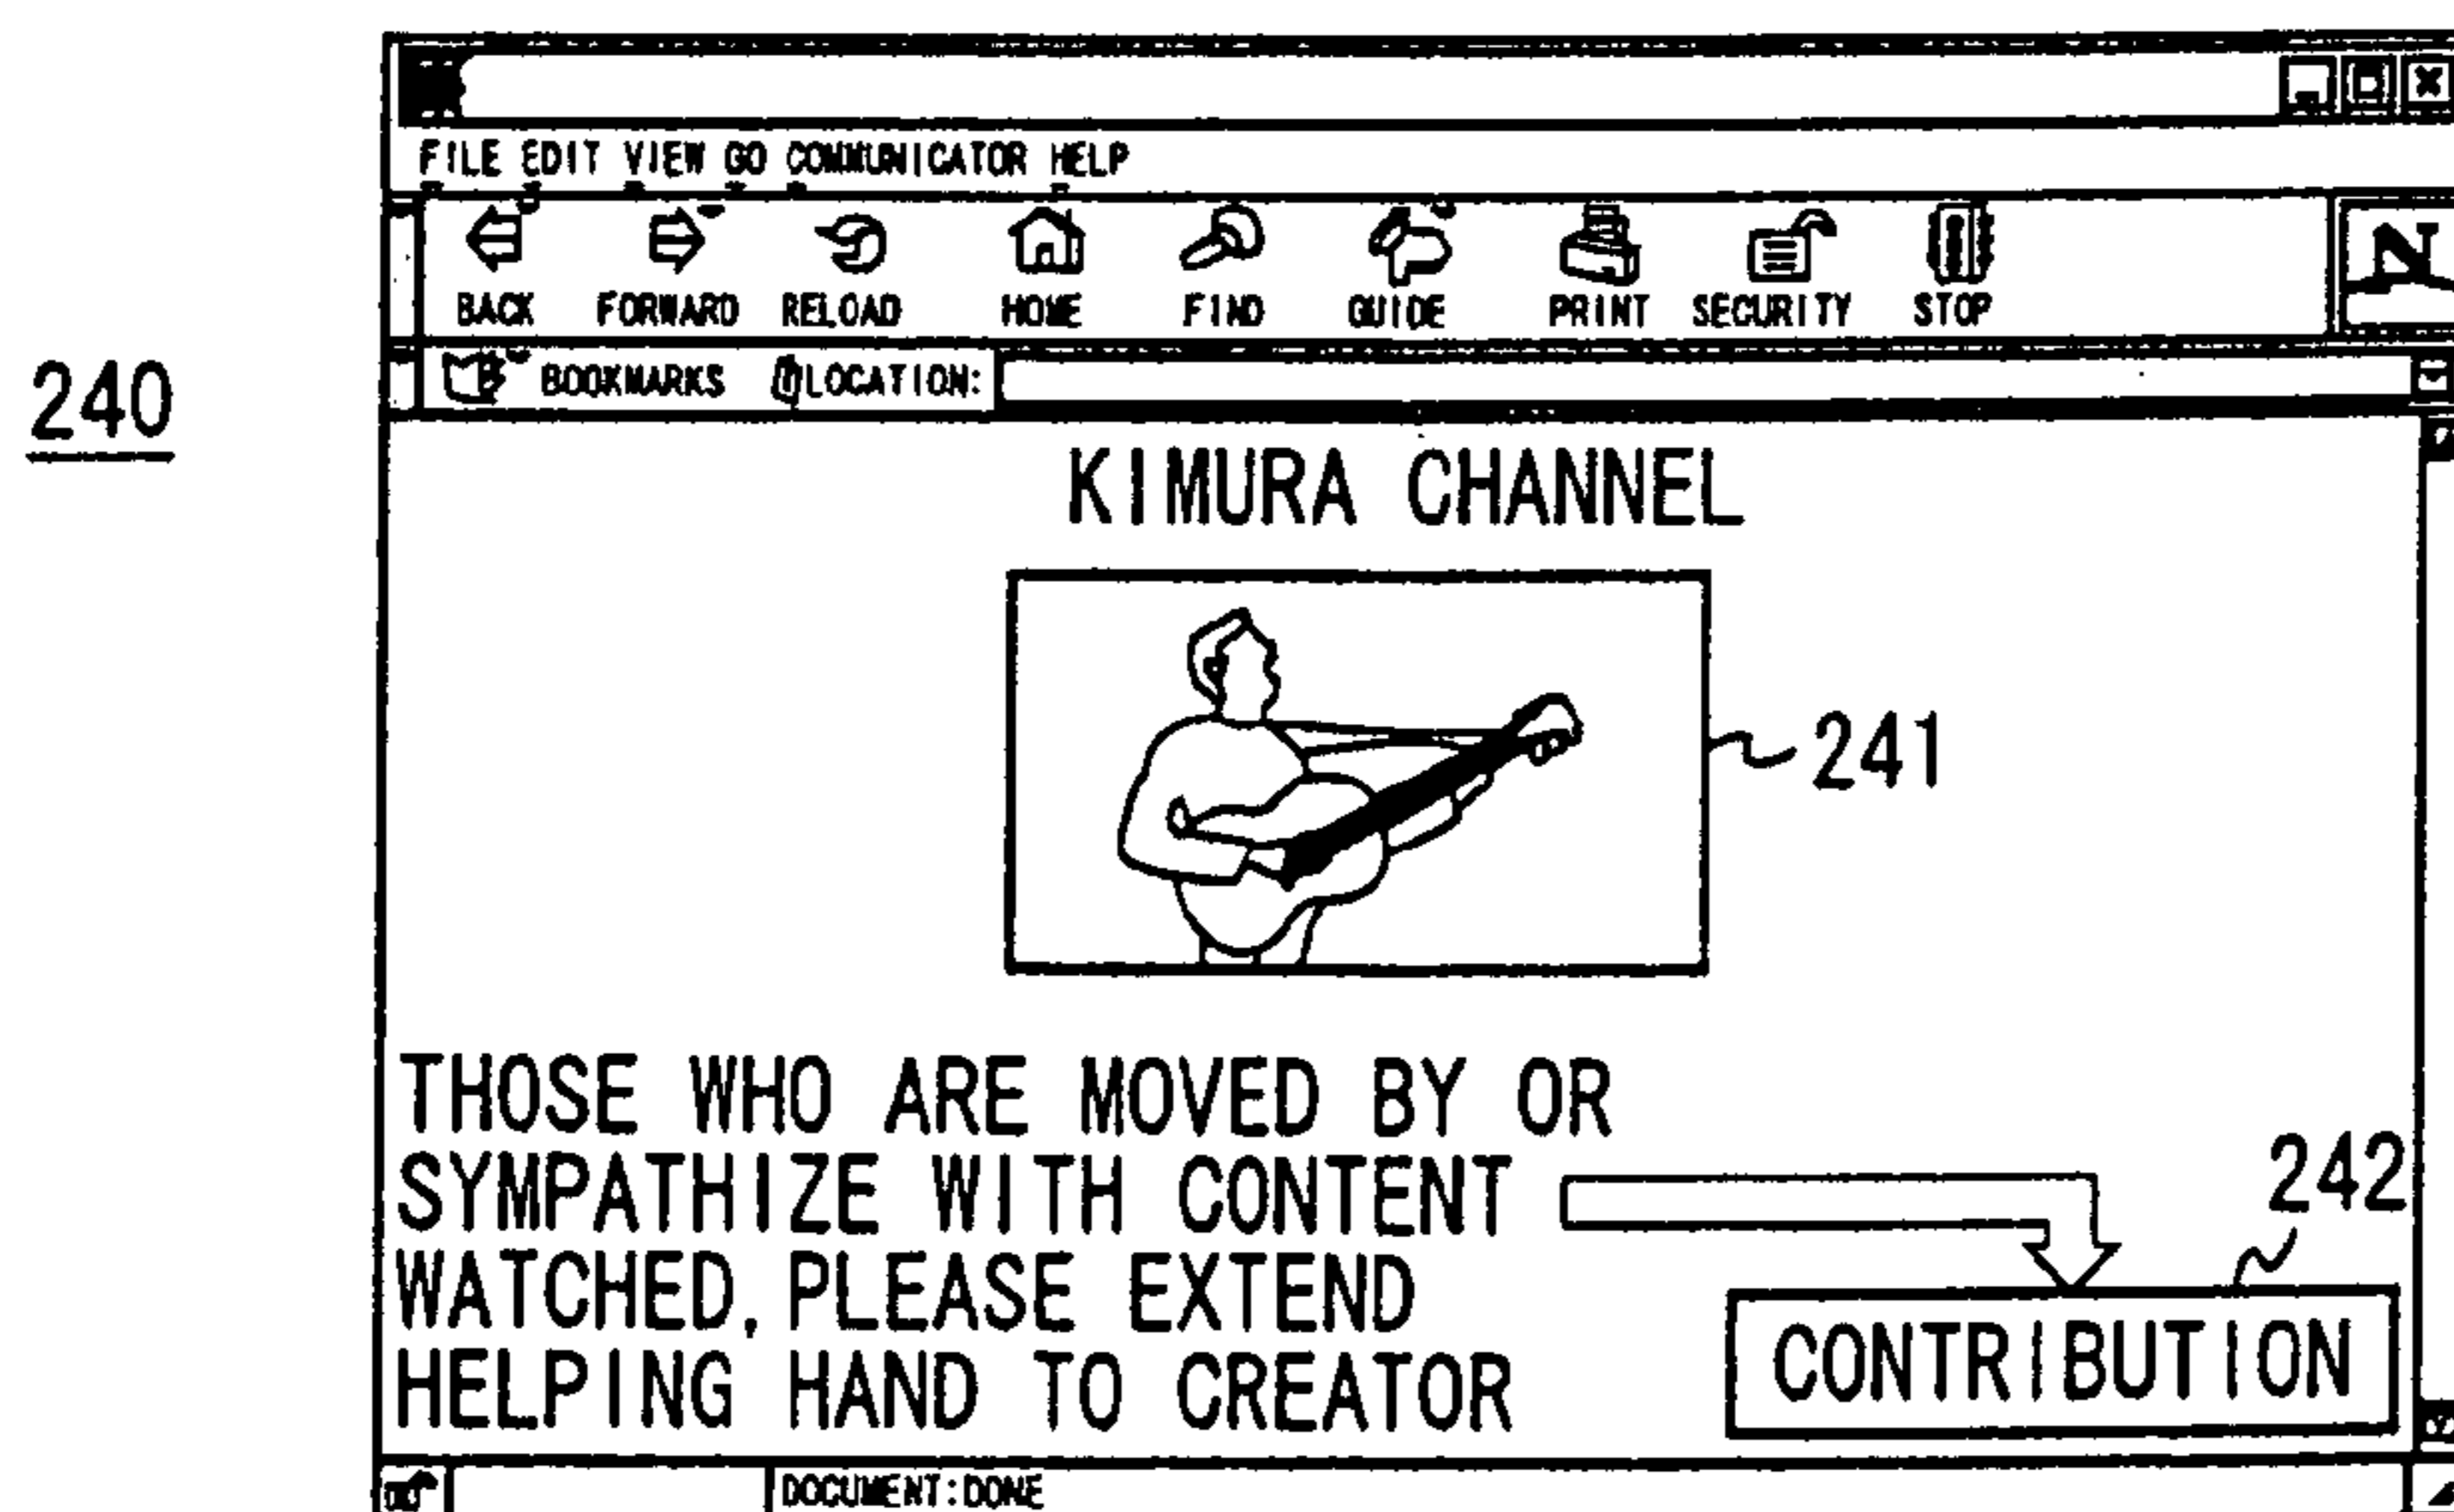 FILE EDIT VIEW GO COMMUNICATOR HELP
N
BACK FORWARD RELOAD HOME FIND GUIDE PRINT SECURITY STOP
BOOKMARKS LOCATION:
240
KIMURA CHANNEL
241
THOSE WHO ARE MOVED BY OR
SYMPATHIZE WITH CONTENT
242
WATCHED, PLEASE EXTEND
HELPING HAND TO CREATOR
CONTRIBUTION
DOCUMENT:DONE